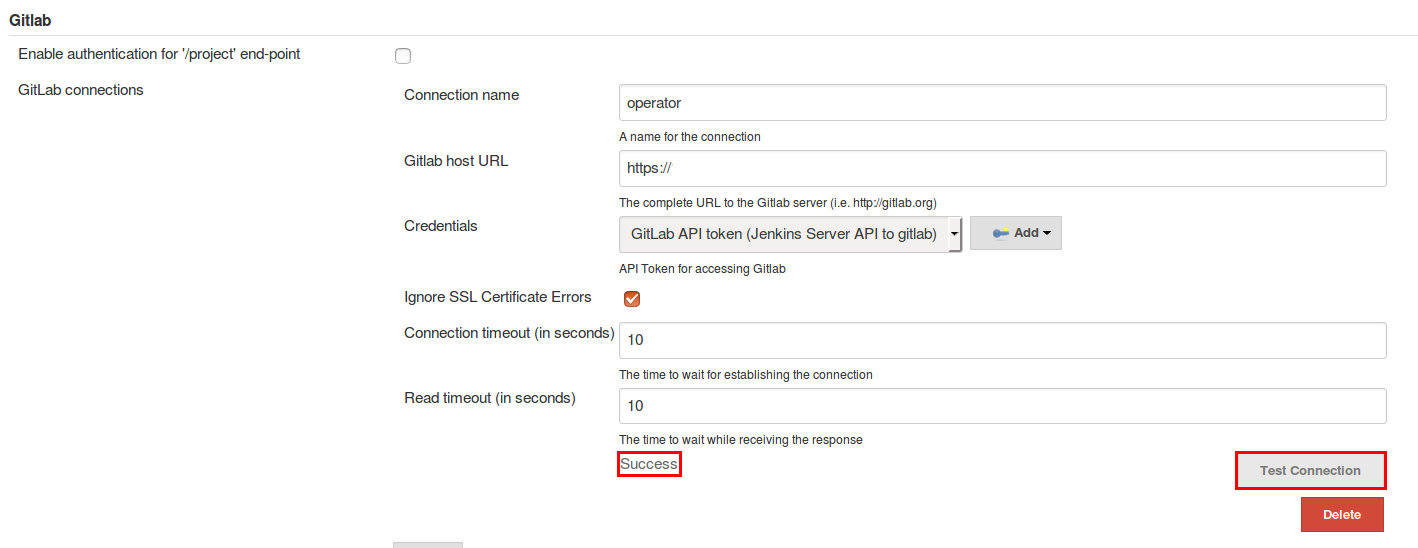 Gitlab
Enable authentication for '/project' end-point
GitLab connections
Connection name
operator
A name for the connection
Gitlab host URL
https://
The complete URL to the Gitlab server (i.e. http://gitlab.org)
Credentials
GitLab API token (Jenkins Server API to gitlab)
Add
API Token for accessing Gitlab
Ignore SSL Certificate Errors
Connection timeout (in seconds)
10
The time to wait for establishing the connection
Read timeout (in seconds)
10
The time to wait while receiving the response
Success
Test Connection
Delete